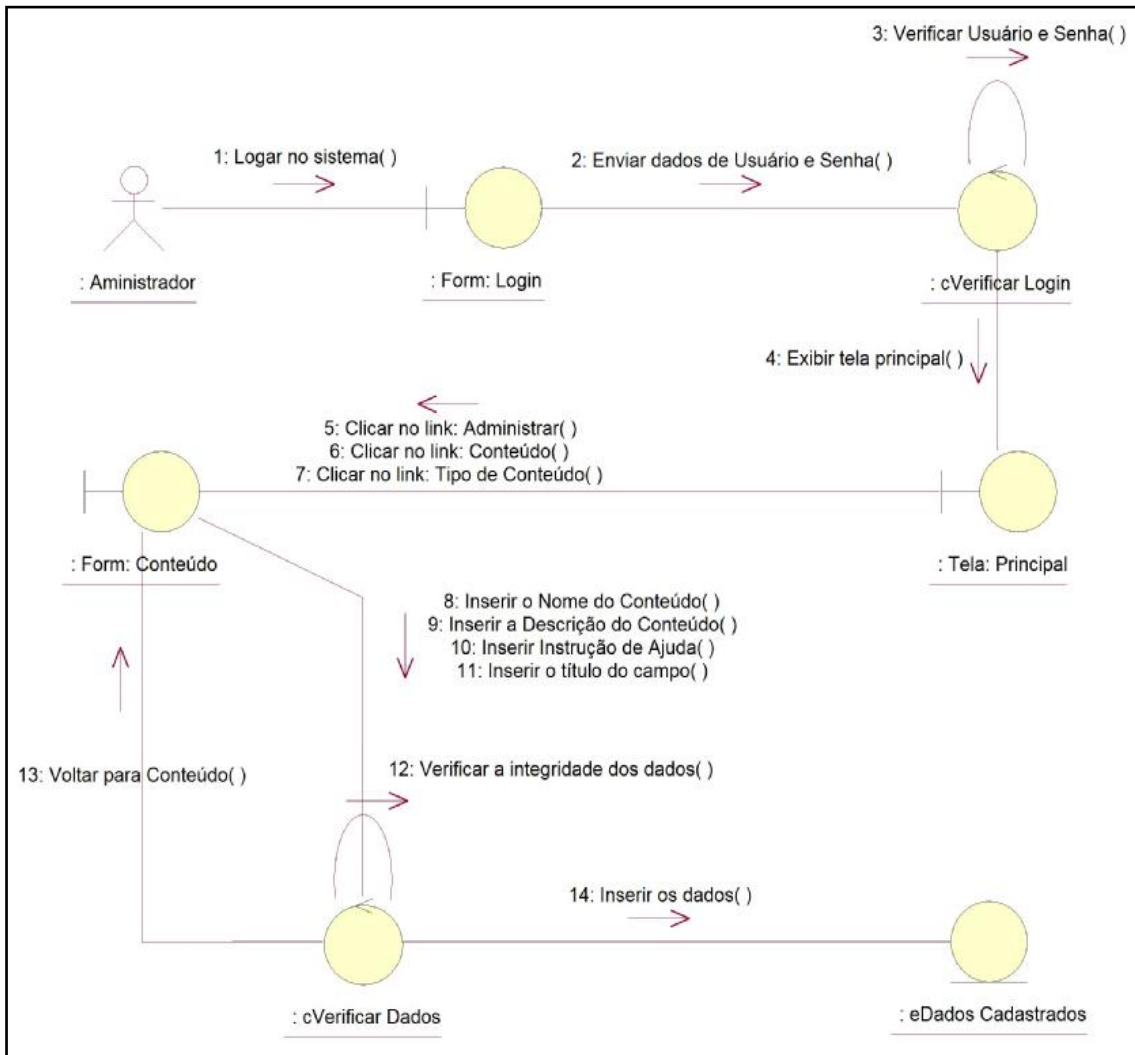 3: Verificar Usuário e Senha( )
1: Logar no sistema( )
2: Enviar dados de Usuário e Senha( )
: Aministrador
: Form: Login
: cVerificar Login
4: Exibir tela principal( )
5: Clicar no link: Administrar( )
6: Clicar no link: Conteúdo( )
7: Clicar no link: Tipo de Conteúdo( )
: Form: Conteúdo
: Tela: Principal
8: Inserir o Nome do Conteúdo( )
9: Inserir a Descrição do Conteúdo( )
10: Inserir Instrução de Ajuda( )
11: Inserir o título do campo( )
13: Voltar para Conteúdo( )
12: Verificar a integridade dos dados( )
14: Inserir os dados( )
: cVerificar Dados
: eDados Cadastrados